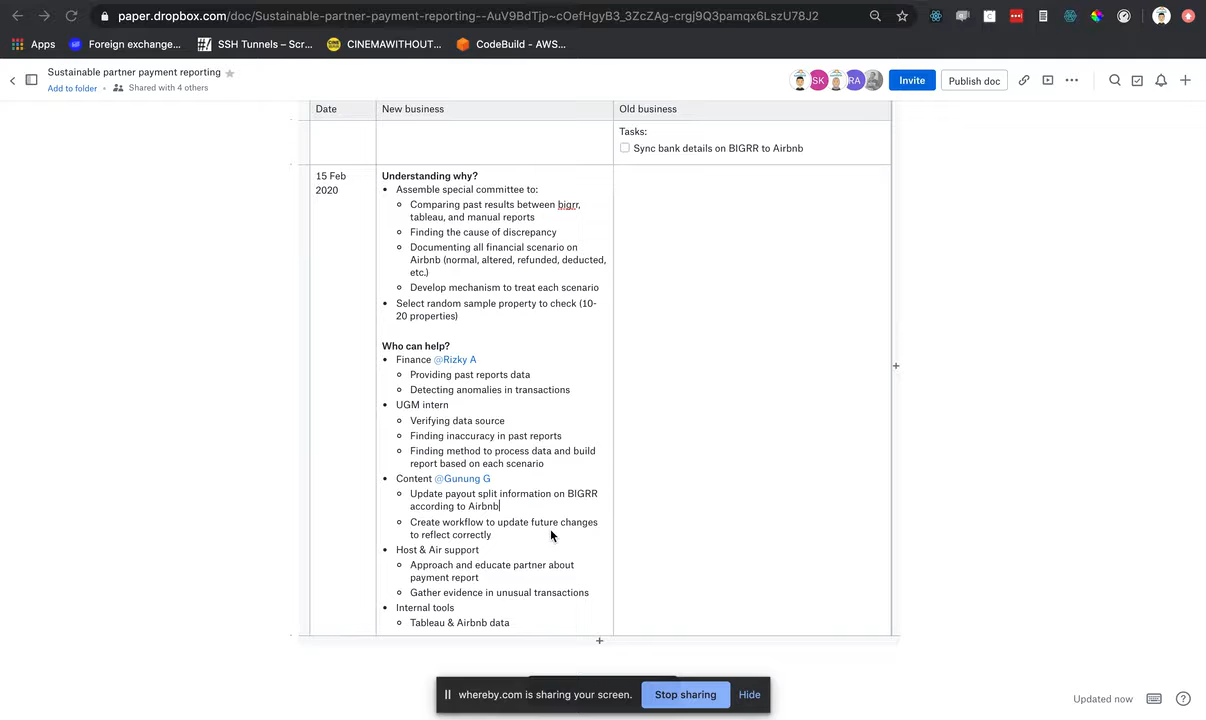 paper.dropbox.com/doc/Sustainable-partner-payment-reporting--AuV9BdTjp~cOefHgyB3_3ZcZAg-crgj9Q3pamqx6LszU78J2
Apps
Foreign exchange...
SSH Tunnels – Scr...
CINEMAWITHOUT...
CodeBuild - AWS...
Sustainable partner payment reporting
Add to folder
Shared with 4 others
SK
RA
Invite
Publish doc
Date
New business
Old business
Tasks:
Sync bank details on BIGRR to Airbnb
15 Feb
2020
Understanding why?
Assemble special committee to:
Comparing past results between bigrr,
tableau, and manual reports
Finding the cause of discrepancy
Documenting all financial scenario on
Airbnb (normal, altered, refunded, deducted,
etc.)
Develop mechanism to treat each scenario
Select random sample property to check (10-
20 properties)
Who can help?
Finance @Rizky A
Providing past reports data
Detecting anomalies in transactions
UGM intern
Verifying data source
Finding inaccuracy in past reports
Finding method to process data and build
report based on each scenario
Content @Gunung G
Update payout split information on BIGRR
according to Airbnb
Create workflow to update future changes
to reflect correctly
Host & Air support
Approach and educate partner about
payment report
Gather evidence in unusual transactions
Internal tools
Tableau & Airbnb data
whereby.com is sharing your screen.
Stop sharing
Hide
Updated now